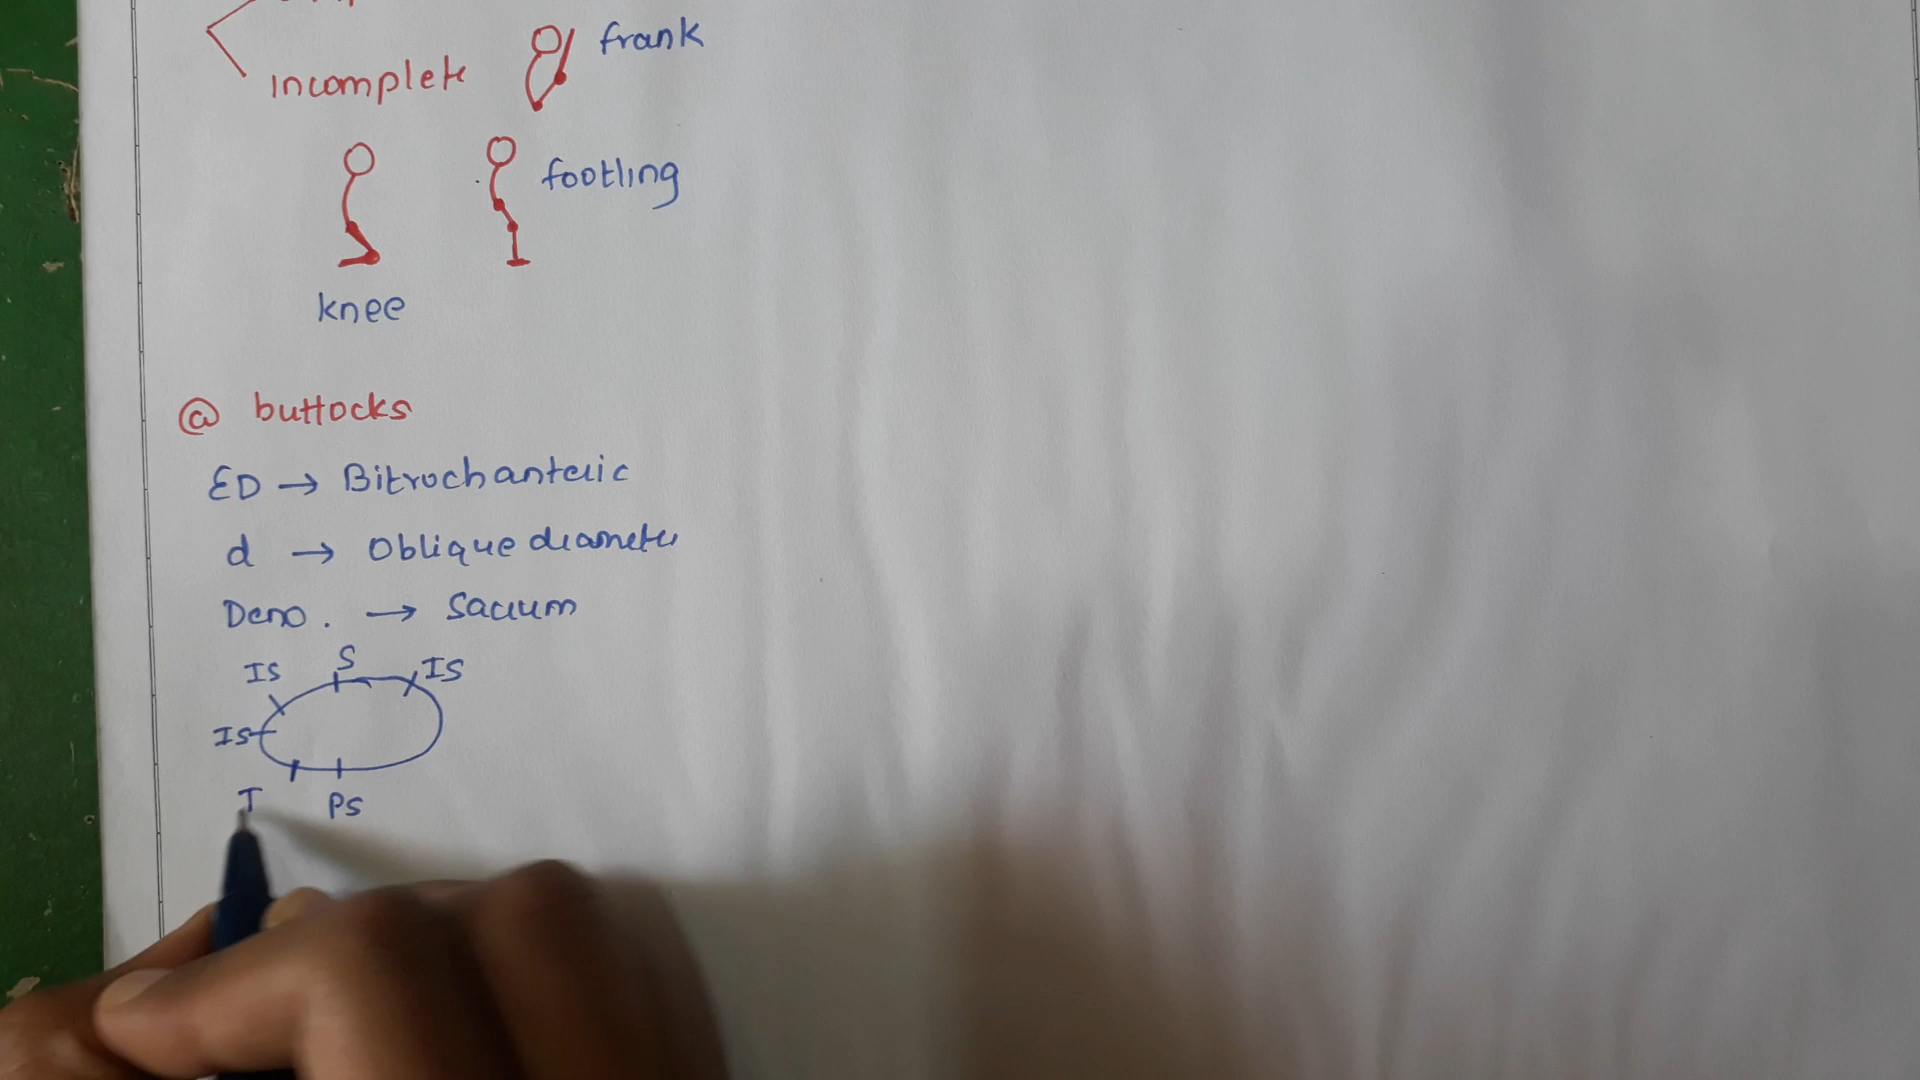 frank
Incomplete
footling
knee
@ buttocks
ED → Bitrochanteric
d → Oblique diameter
Deno. → Sacrum
IS S IS
IS
I PS